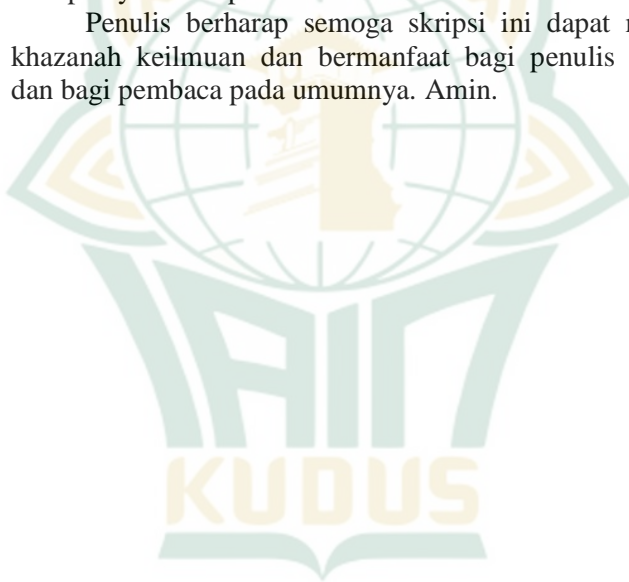 Penulis berharap semoga skripsi ini dapat
khazanah keilmuan dan bermanfaat bagi penulis
dan bagi pembaca pada umumnya. Amin.
IAIN
KUDUS